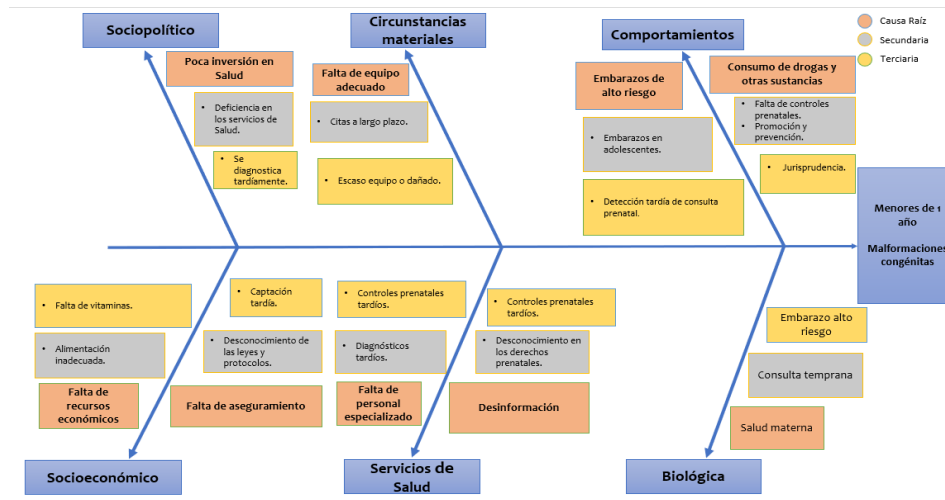 Sociopolítico
Circunstancias
materiales
Comportamientos
Causa Raíz
Secundaria
Terciaria
Poca inversión en
Salud
• Deficiencia en
los servicios de
Salud.
• Se
diagnostica
tardíamente.
Falta de equipo
adecuado
• Citas a largo plazo.
• Escaso equipo o dañado.
Embarazos de
alto riesgo
• Embarazos en
adolescentes.
• Detección tardía de consulta
prenatal.
Consumo de drogas y
otras sustancias
• Falta de controles
prenatales.
• Promoción y
prevención.
• Jurisprudencia.
Menores de 1
año
Malformaciones
congénitas
• Falta de vitaminas.
• Alimentación
inadecuada.
Falta de
recursos
económicos
• Captación
tardía.
• Desconocimiento de
las leyes y
protocolos.
Falta de aseguramiento
• Controles prenatales
tardíos.
• Diagnósticos
tardíos.
Falta de
personal
especializado
• Controles prenatales
tardíos.
• Desconocimiento en
los derechos
prenatales.
Desinformación
Embarazo alto
riesgo
Consulta temprana
Salud materna
Socioeconómico
Servicios de
Salud
Biológica